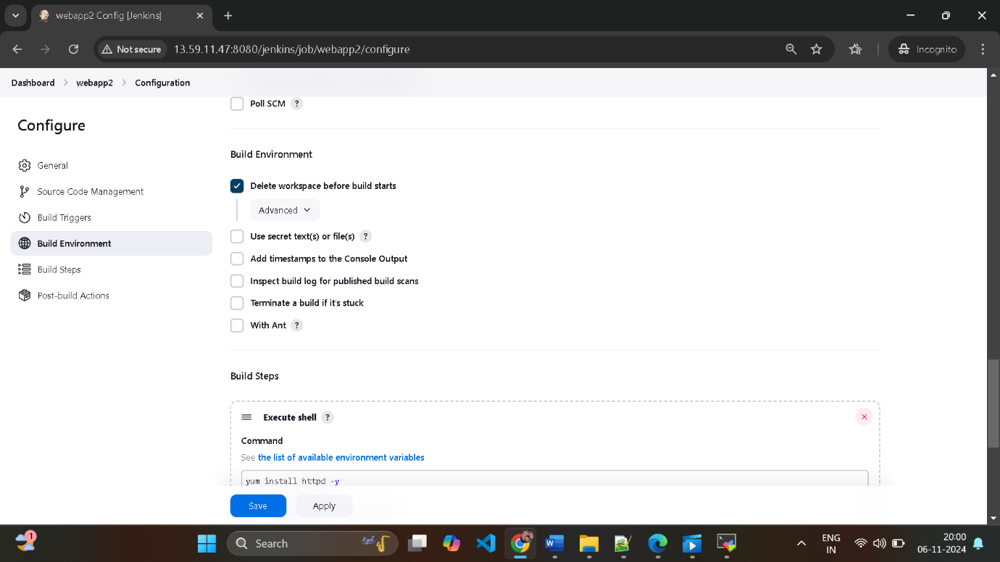 webapp2 Config [Jenkins]
Not secure
13.59.11.47:8080/jenkins/job/webapp2/configure
Incognito
Dashboard > webapp2 > Configuration
Configure
General
Source Code Management
Build Triggers
Build Environment
Build Steps
Post-build Actions
Poll SCM ?
Build Environment
Delete workspace before build starts
Advanced
Use secret text(s) or file(s) ?
Add timestamps to the Console Output
Inspect build log for published build scans
Terminate a build if it's stuck
With Ant ?
Build Steps
Execute shell ?
Command
See the list of available environment variables
yum install httpd -y
Save
Apply
1
Search
ENG
IN
20:00
06-11-2024